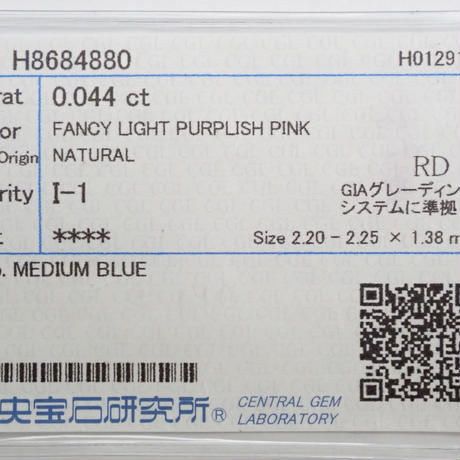 H8684880 H01291
rat 0.044 ct
or FANCY LIGHT PURPLISH PINK
Origin NATURAL
rity I-1 RD
GIAグレーディン
システムに準拠
**** Size 2.20 - 2.25 × 1.38 m
. MEDIUM BLUE
央宝石研究所® CENTRAL GEM
LABORATORY